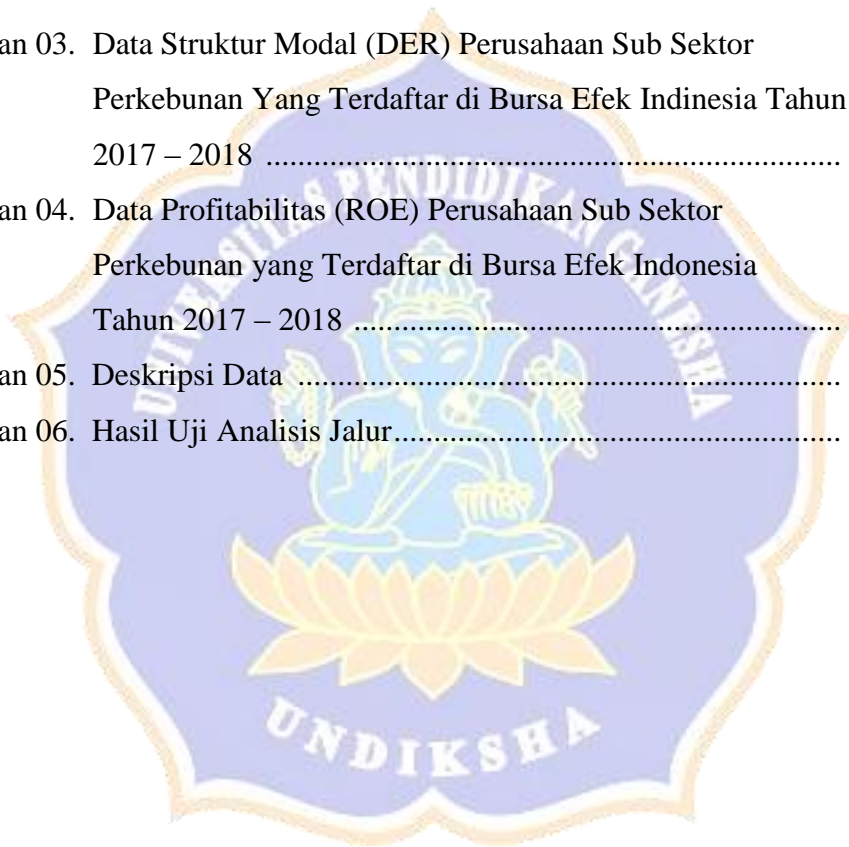 an 03. Data Struktur Modal (DER) Perusahaan Sub Sektor
Perkebunan Yang Terdaftar di Bursa Efek Indinesia Tahun
2017 – 2018 ............................................................
an 04. Data Profitabilitas (ROE) Perusahaan Sub Sektor
Perkebunan yang Terdaftar di Bursa Efek Indonesia
Tahun 2017 – 2018 ...................................................
an 05. Deskripsi Data .........................................................
an 06. Hasil Uji Analisis Jalur...............................................
UNIVERSITAS PENDIDIKAN GANESHA
UNDIKSHA